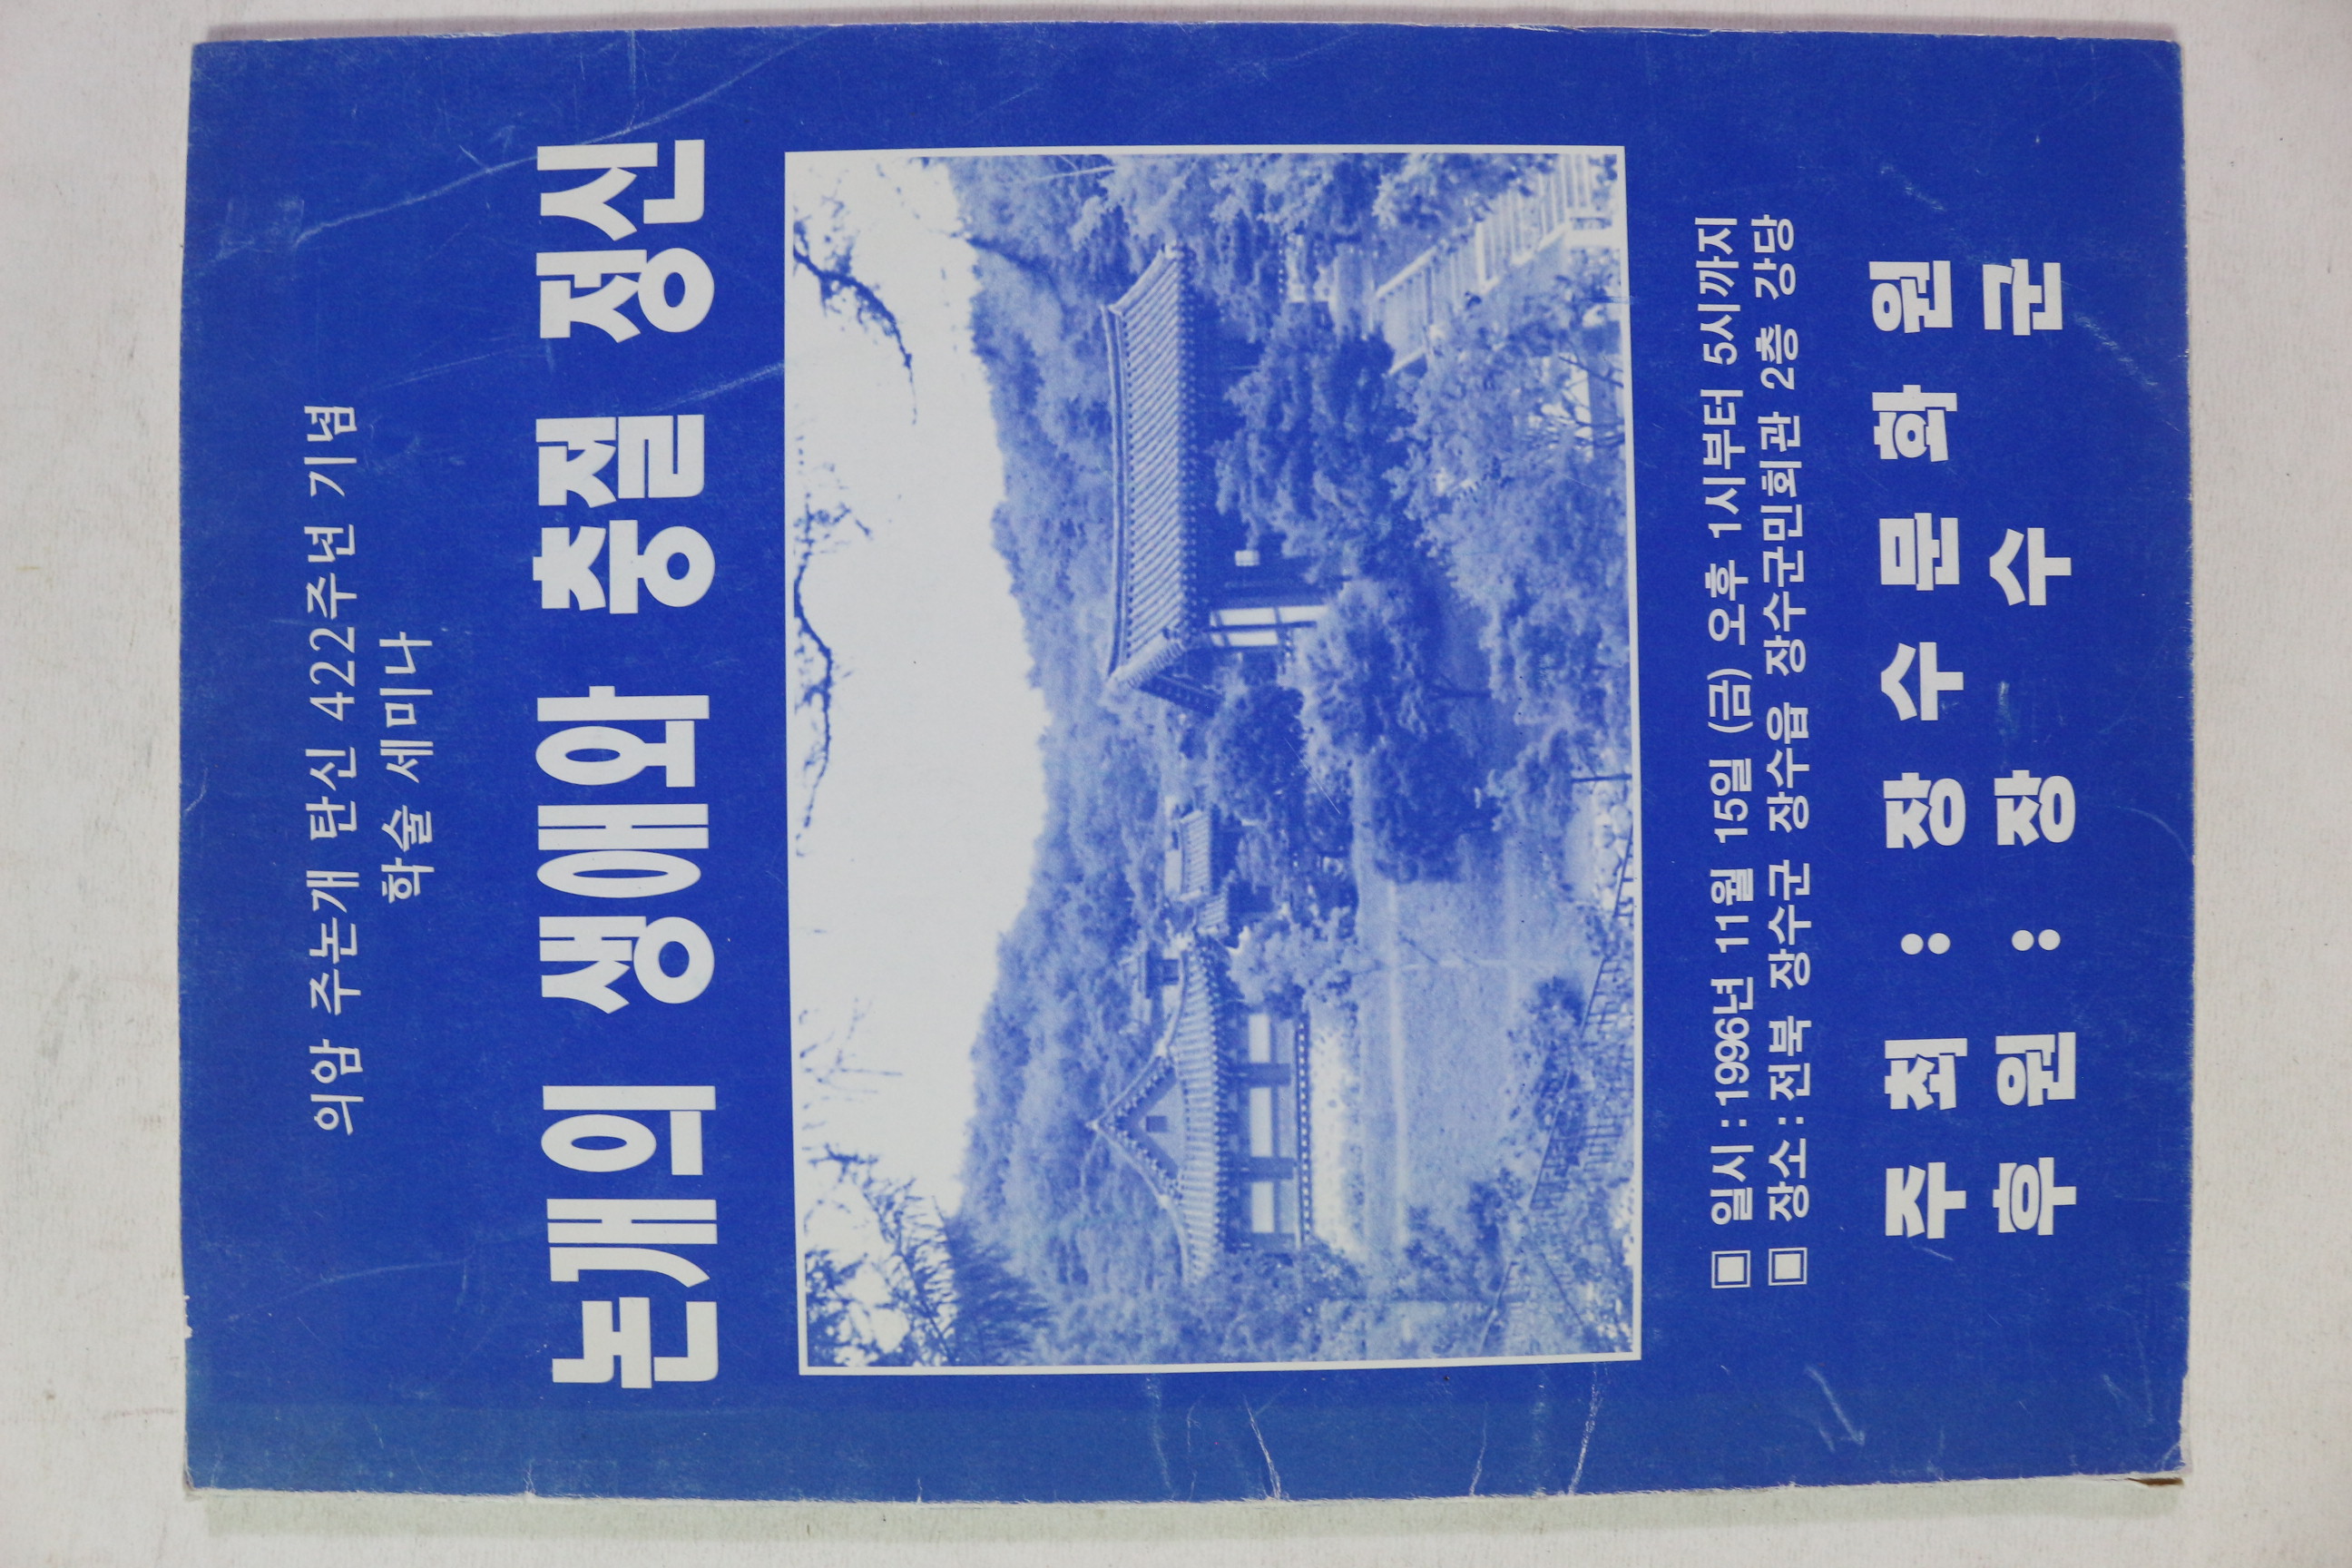 의암 주논개 탄신 422주년 기념
학술 세미나
논개의 생애와 충절 정신
▣ 일시 : 1996년 11월 15일 (금) 오후 1시부터 5시까지
▣ 장소 : 전북 장수군 장수읍 장수군민회관 2층 강당
주최 : 장수문화원
후원 : 장수군